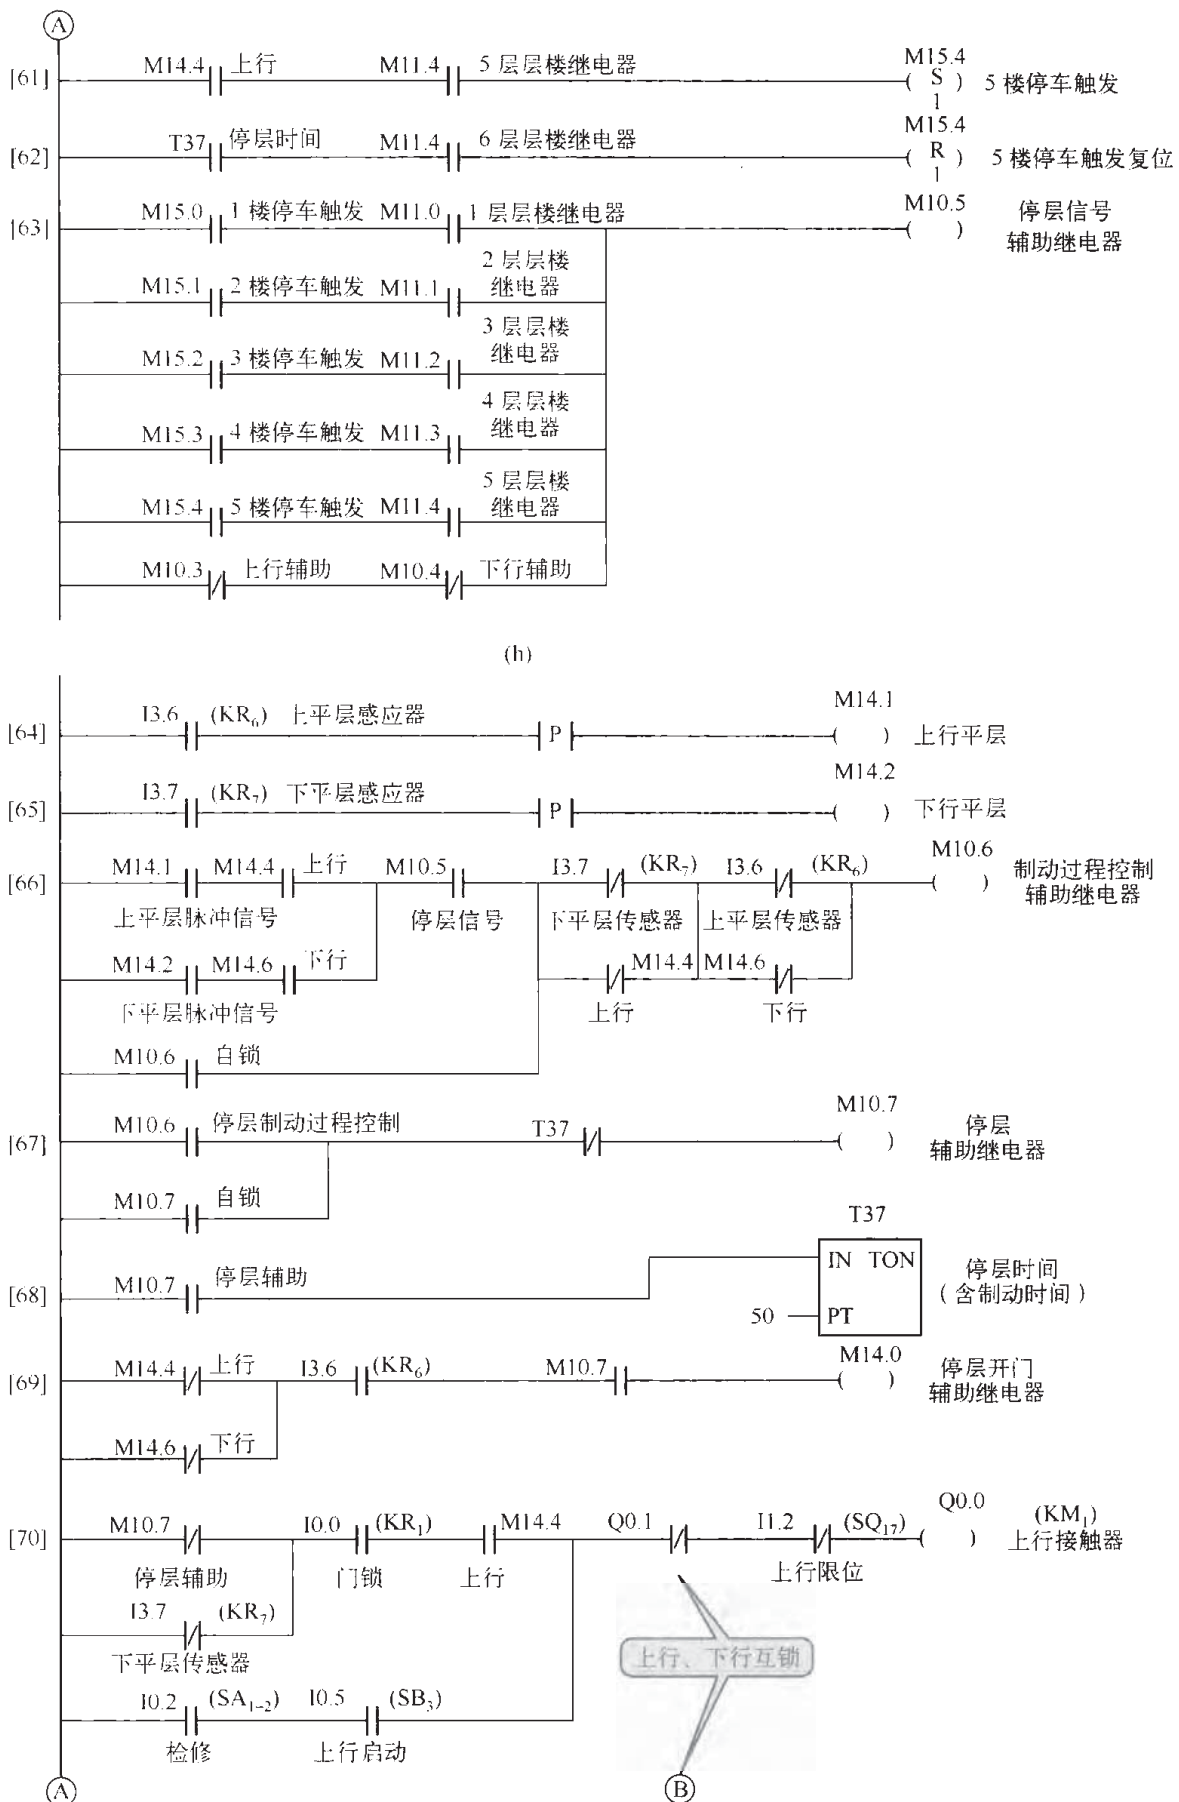 A
M14.4 上行 M11.4 5 层层楼继电器 M15.4
[61] ( S ) 5 楼停车触发
1
T37 停层时间 M11.4 6 层层楼继电器 M15.4
[62] ( R ) 5 楼停车触发复位
1
M15.0 1 楼停车触发 M11.0 1 层层楼继电器 M10.5 停层信号
[63] ( ) 辅助继电器
2 层层楼
M15.1 2 楼停车触发 M11.1 继电器
3 层层楼
M15.2 3 楼停车触发 M11.2 继电器
4 层层楼
M15.3 4 楼停车触发 M11.3 继电器
5 层层楼
M15.4 5 楼停车触发 M11.4 继电器
M10.3 上行辅助 M10.4 下行辅助
(h)
I3.6 (KR₆) 上平层感应器 M14.1
[64] P ( ) 上行平层
I3.7 (KR₇) 下平层感应器 M14.2
[65] P ( ) 下行平层
M14.1 M14.4 上行 M10.5 I3.7 (KR₇) I3.6 (KR₆) M10.6 制动过程控制
[66] ( ) 辅助继电器
上平层脉冲信号 停层信号 下平层传感器 上平层传感器
M14.2 M14.6 下行 M14.4 M14.6
下平层脉冲信号 上行 下行
M10.6 自锁
M10.6 停层制动过程控制 T37 M10.7 停层
[67] ( ) 辅助继电器
M10.7 自锁
T37
M10.7 停层辅助 IN TON 停层时间
[68] (含制动时间)
50 PT
M14.4 上行 I3.6 (KR₆) M10.7 M14.0 停层开门
[69] ( ) 辅助继电器
M14.6 下行
M10.7 I0.0 (KR₁) M14.4 Q0.1 I1.2 (SQ₁₇) Q0.0 (KM₁)
[70] ( ) 上行接触器
停层辅助 门锁 上行 上行限位
I3.7 (KR₇)
上行、下行互锁
下平层传感器
I0.2 (SA₁₋₂) I0.5 (SB₃)
检修 上行启动
A B